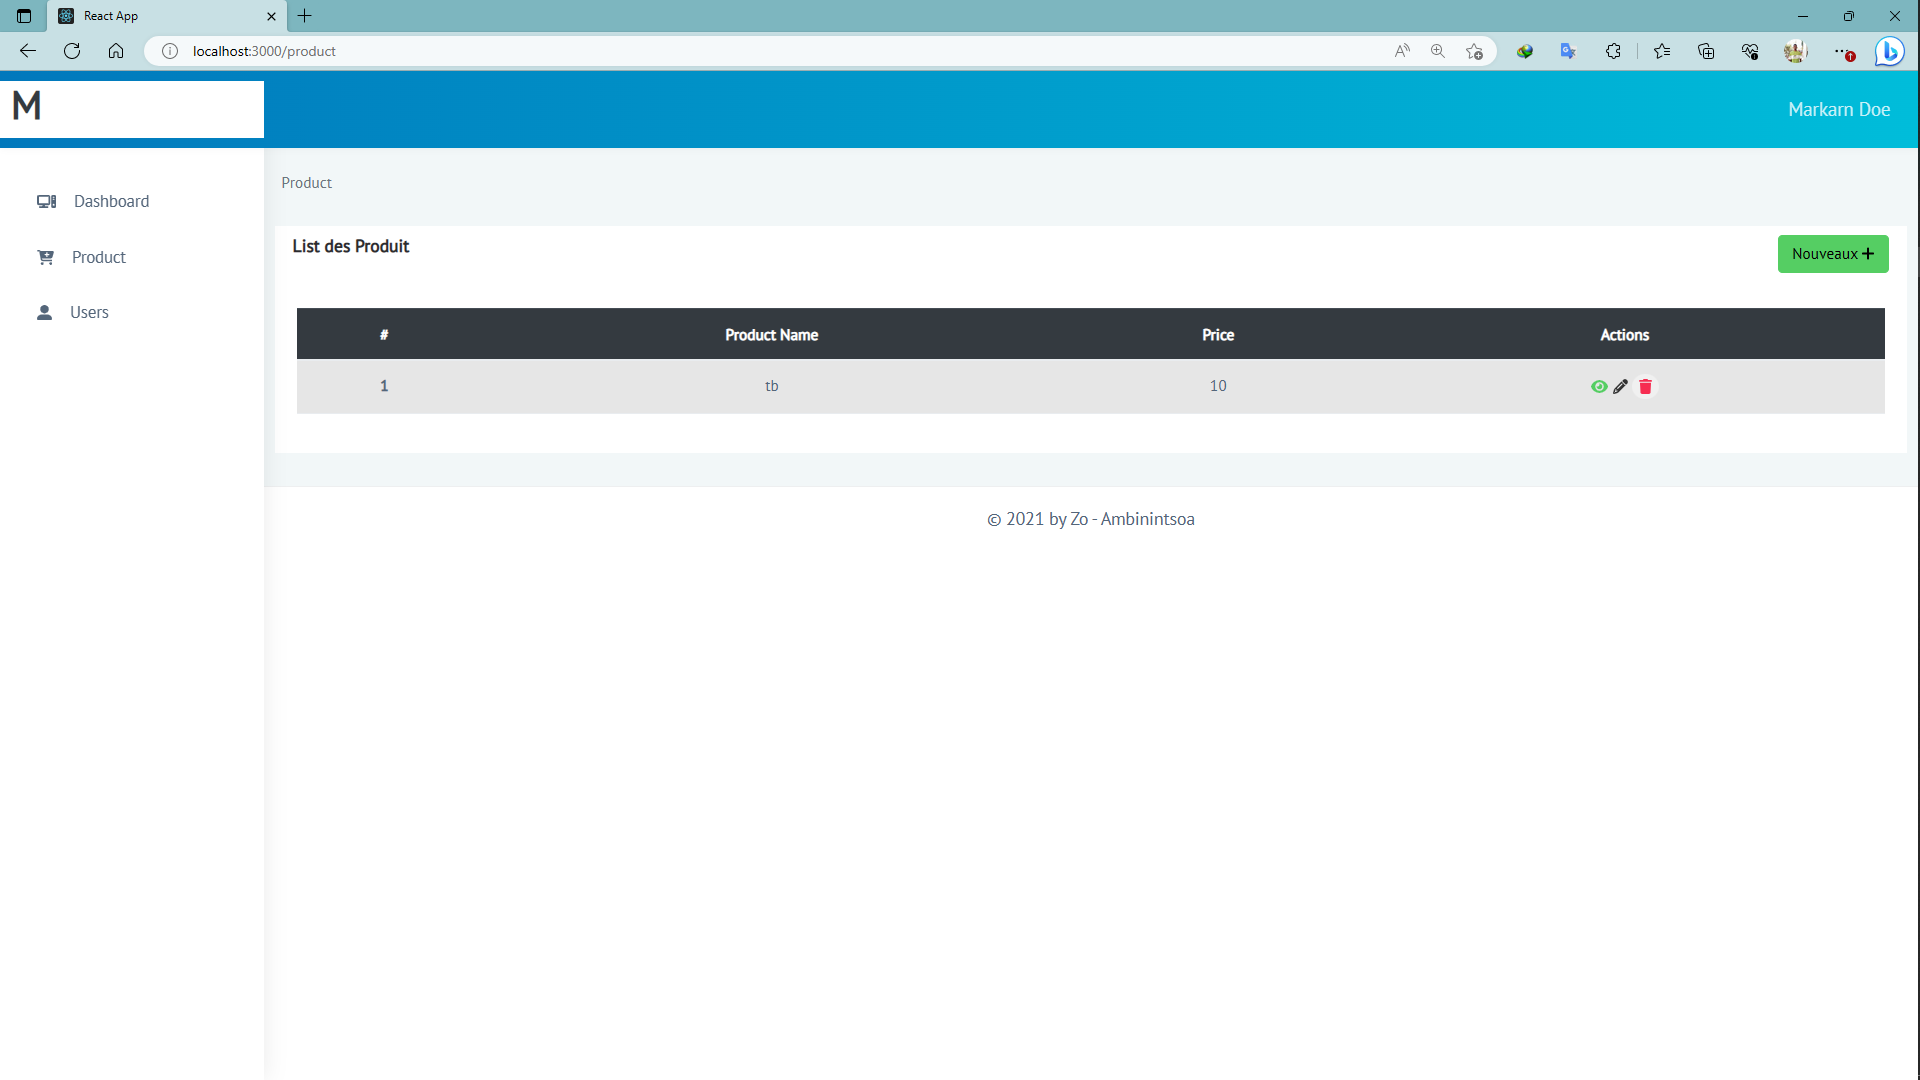 React App
localhost:3000/product
M
Markarn Doe
Dashboard
Product
Users
Product
List des Produit
Nouveaux +
# Product Name Price Actions
1 tb 10
© 2021 by Zo - Ambinintsoa